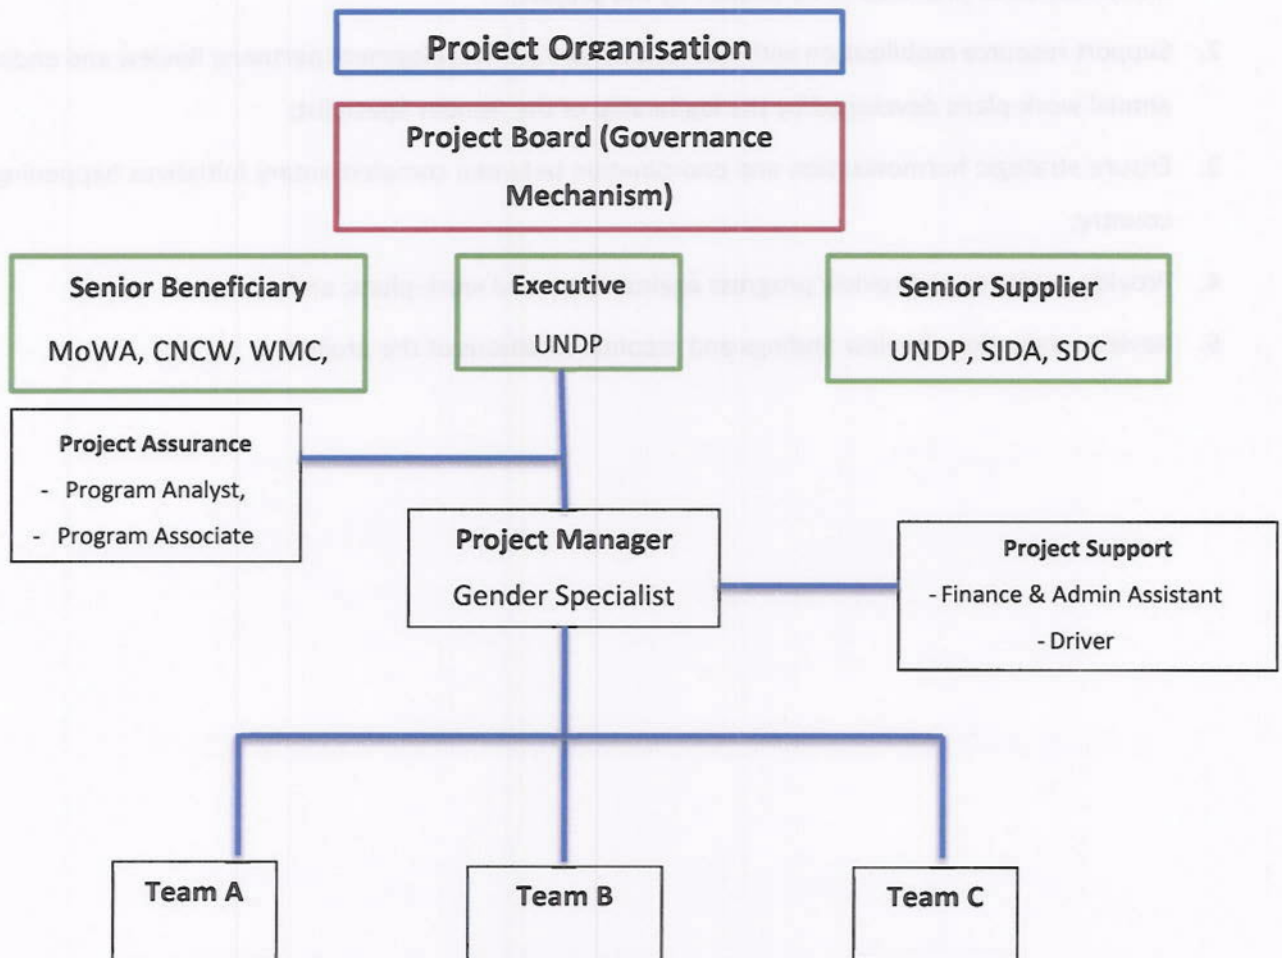 Project Organisation
Project Board (Governance
Mechanism)
Senior Beneficiary
MoWA, CNCW, WMC,
Executive
UNDP
Senior Supplier
UNDP, SIDA, SDC
Project Assurance
- Program Analyst,
- Program Associate
Project Manager
Gender Specialist
Project Support
- Finance & Admin Assistant
- Driver
Team A
Team B
Team C